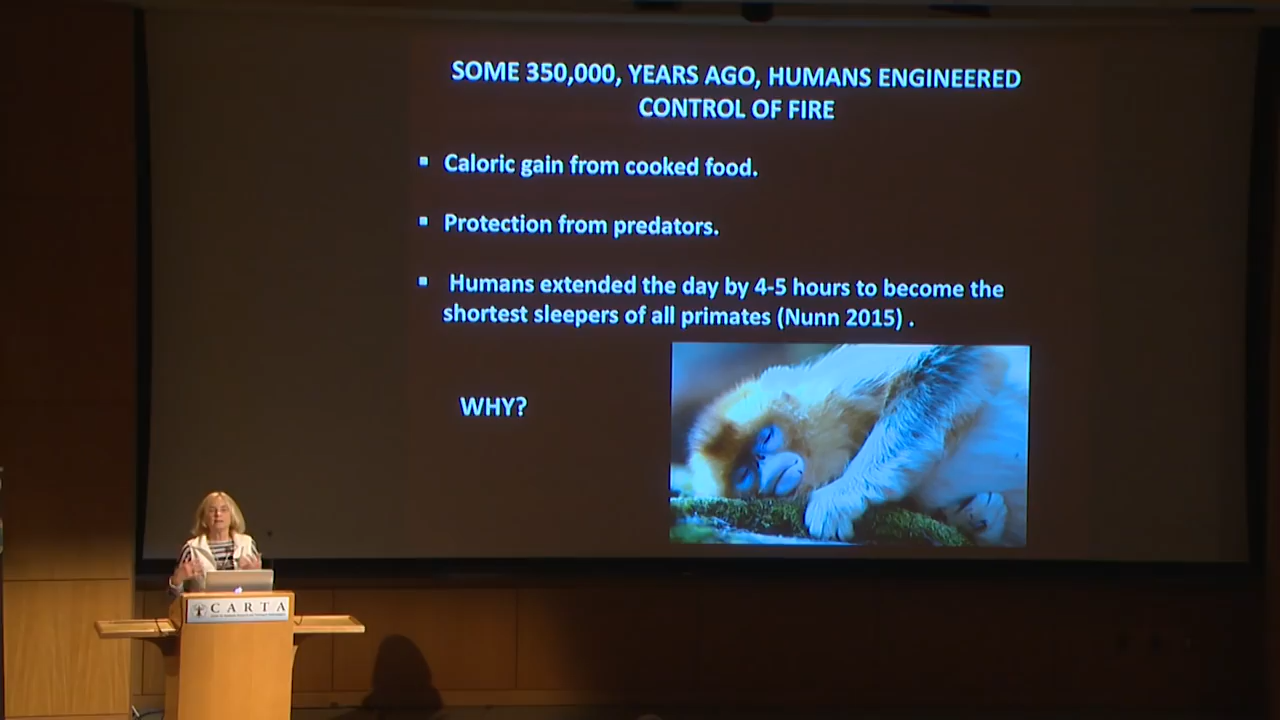 SOME 350,000, YEARS AGO, HUMANS ENGINEERED
CONTROL OF FIRE
▪ Caloric gain from cooked food.
▪ Protection from predators.
▪ Humans extended the day by 4-5 hours to become the
shortest sleepers of all primates (Nunn 2015) .
WHY?
CARTA